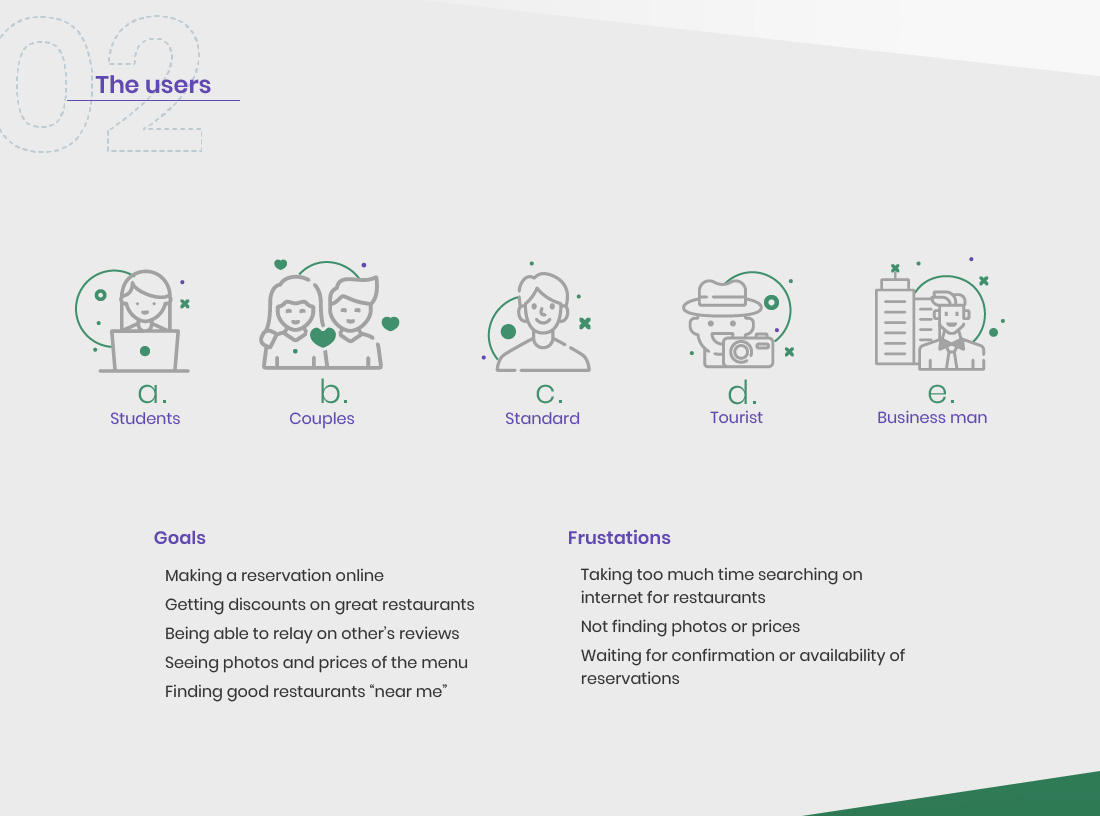 02
The users
a.
Students
b.
Couples
c.
Standard
d.
Tourist
e.
Business man
Goals
Making a reservation online
Getting discounts on great restaurants
Being able to relay on other’s reviews
Seeing photos and prices of the menu
Finding good restaurants “near me”
Frustations
Taking too much time searching on
internet for restaurants
Not finding photos or prices
Waiting for confirmation or availability of
reservations